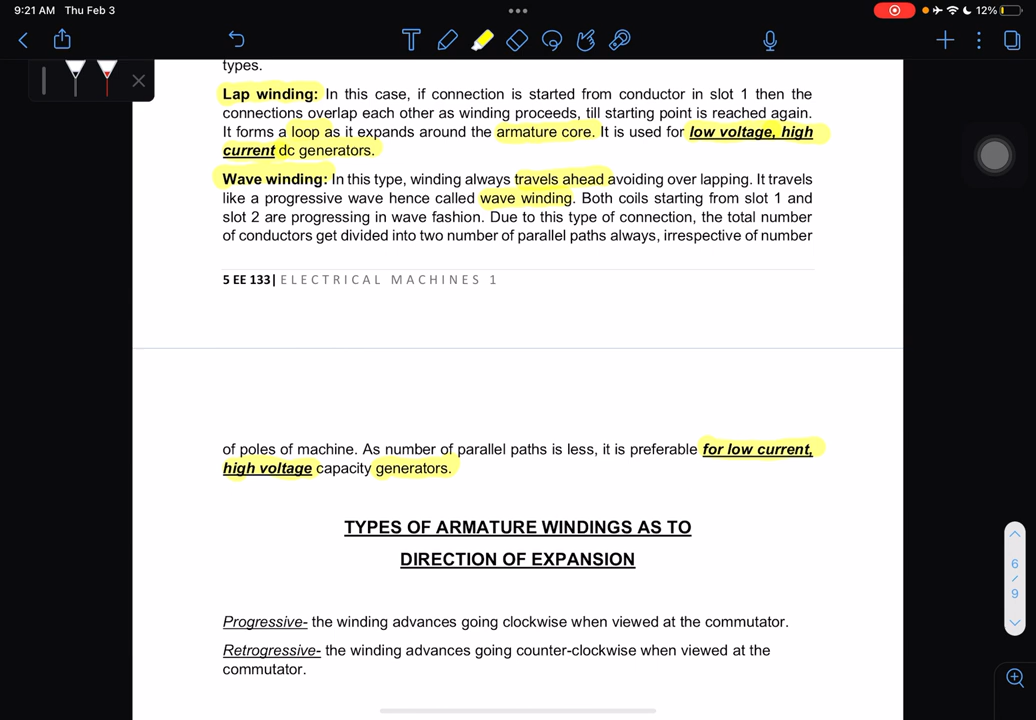 9:21 AM Thu Feb 3
12%
types.
Lap winding: In this case, if connection is started from conductor in slot 1 then the
connections overlap each other as winding proceeds, till starting point is reached again.
It forms a loop as it expands around the armature core. It is used for low voltage, high
current dc generators.
Wave winding: In this type, winding always travels ahead avoiding over lapping. It travels
like a progressive wave hence called wave winding. Both coils starting from slot 1 and
slot 2 are progressing in wave fashion. Due to this type of connection, the total number
of conductors get divided into two number of parallel paths always, irrespective of number
5 EE 133| ELECTRICAL MACHINES 1
of poles of machine. As number of parallel paths is less, it is preferable for low current,
high voltage capacity generators.
TYPES OF ARMATURE WINDINGS AS TO
DIRECTION OF EXPANSION
6
/
9
Progressive- the winding advances going clockwise when viewed at the commutator.
Retrogressive- the winding advances going counter-clockwise when viewed at the
commutator.